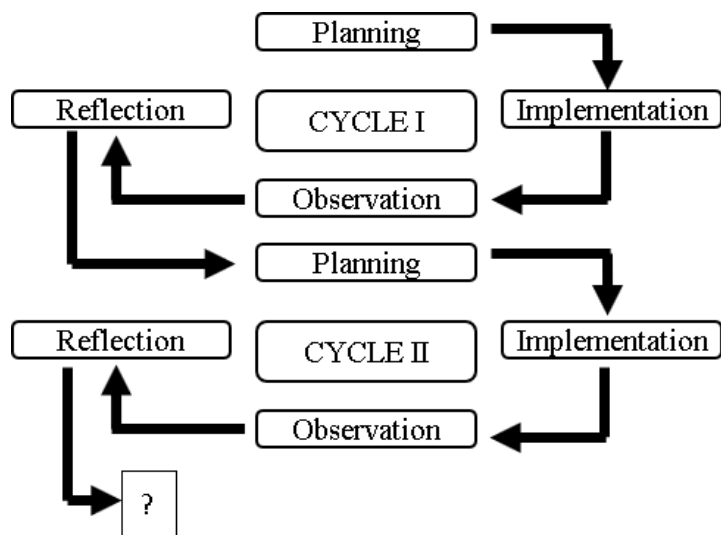 Planning
Reflection
CYCLE I
Implementation
Observation
Planning
Reflection
CYCLE II
Implementation
Observation
?